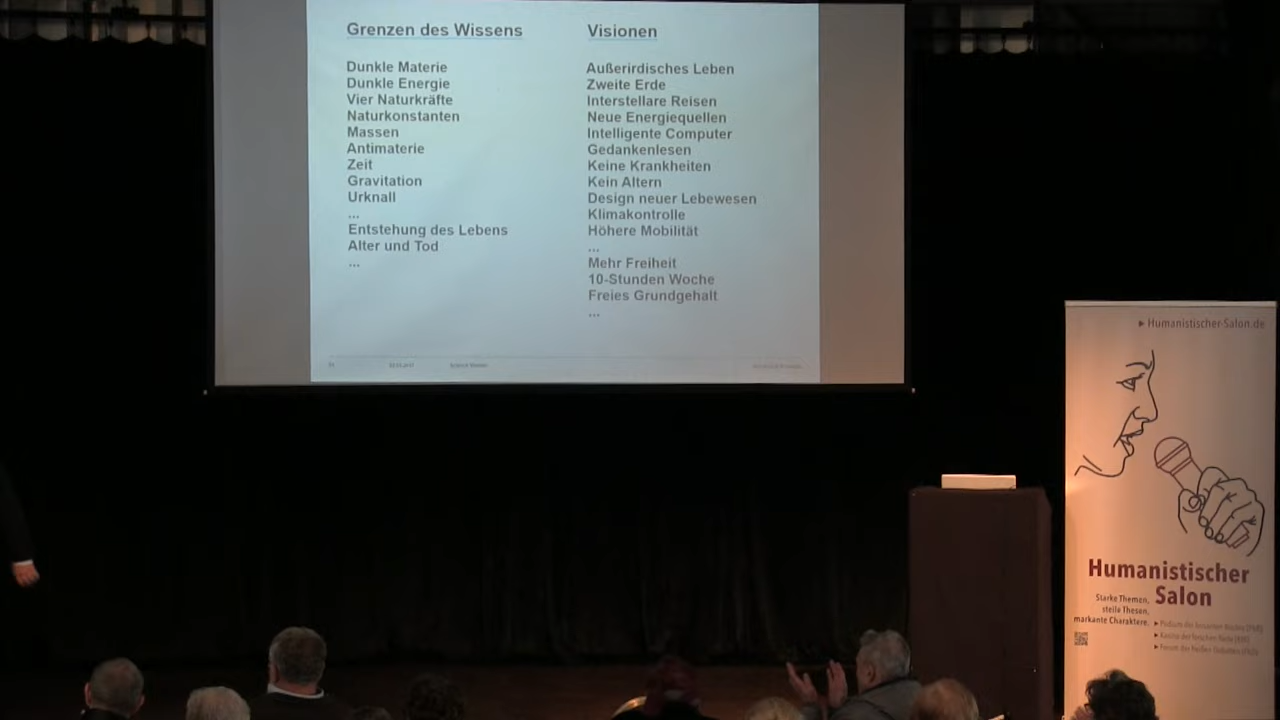 Grenzen des Wissens
Dunkle Materie
Dunkle Energie
Vier Naturkräfte
Naturkonstanten
Massen
Antimaterie
Zeit
Gravitation
Urknall
...
Entstehung des Lebens
Alter und Tod
...
Visionen
Außerirdisches Leben
Zweite Erde
Interstellare Reisen
Neue Energiequellen
Intelligente Computer
Gedankenlesen
Keine Krankheiten
Kein Altern
Design neuer Lebewesen
Klimakontrolle
Höhere Mobilität
...
Mehr Freiheit
10-Stunden Woche
Freies Grundgehalt
...
▸ Humanistischer-Salon.de
Humanistischer
Salon
Starke Themen,
steile Thesen,
markante Charaktere.